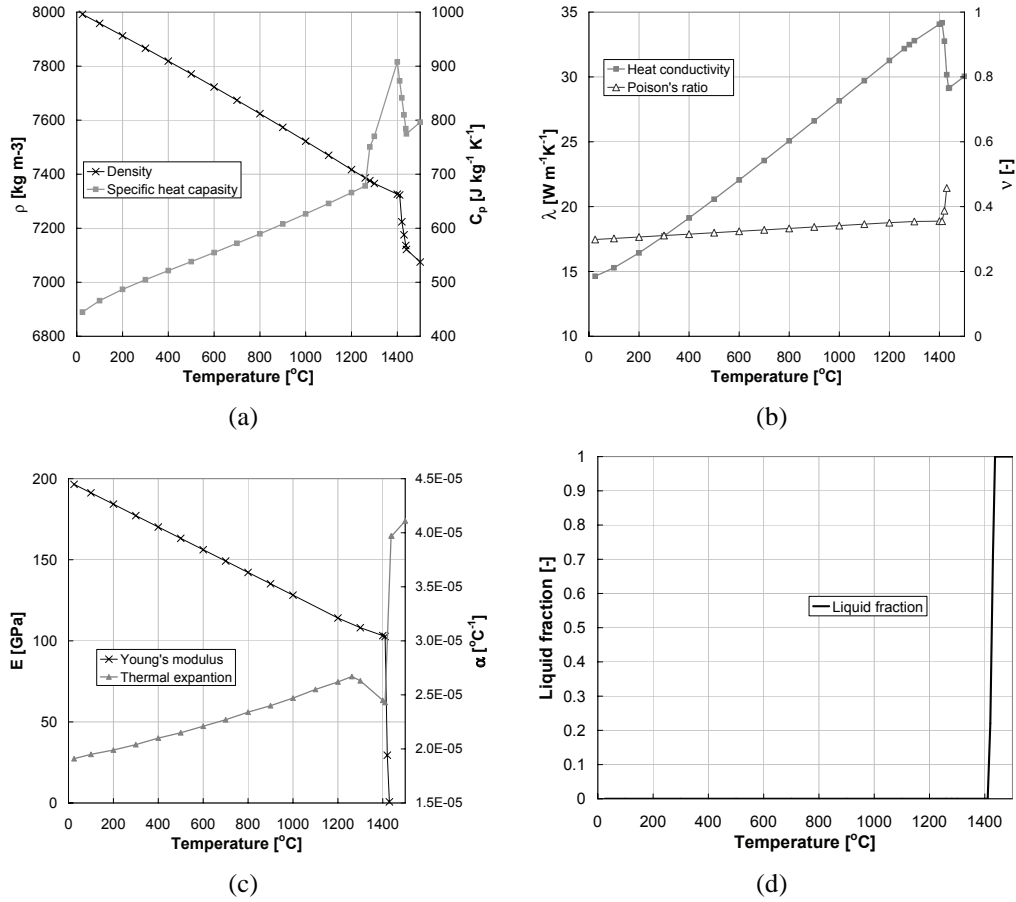 8000
7800
7600
7400
7200
7000
6800
ρ
[kg m-3]
Density
Specific heat capasity
1000
900
800
700
600
500
400
Cp [J kg-1 K-1]
0 200 400 600 800 1000 1200 1400
Temperature [oC]
(a)
35
30
25
20
15
10
λ [W m-1K-1]
Heat conductivity
Poison's ratio
1
0.8
0.6
0.4
0.2
0
ν [-]
0 200 400 600 800 1000 1200 1400
Temperature [oC]
(b)
200
150
100
50
0
E [GPa]
Young's modulus
Thermal expantion
4.5E-05
4.0E-05
3.5E-05
3.0E-05
2.5E-05
2.0E-05
1.5E-05
α [oC-1]
0 200 400 600 800 1000 1200 1400
Temperature [oC]
(c)
1
0.9
0.8
0.7
0.6
0.5
0.4
0.3
0.2
0.1
0
Liquid fraction [-]
Liquid fraction
0 200 400 600 800 1000 1200 1400
Temperature [oC]
(d)